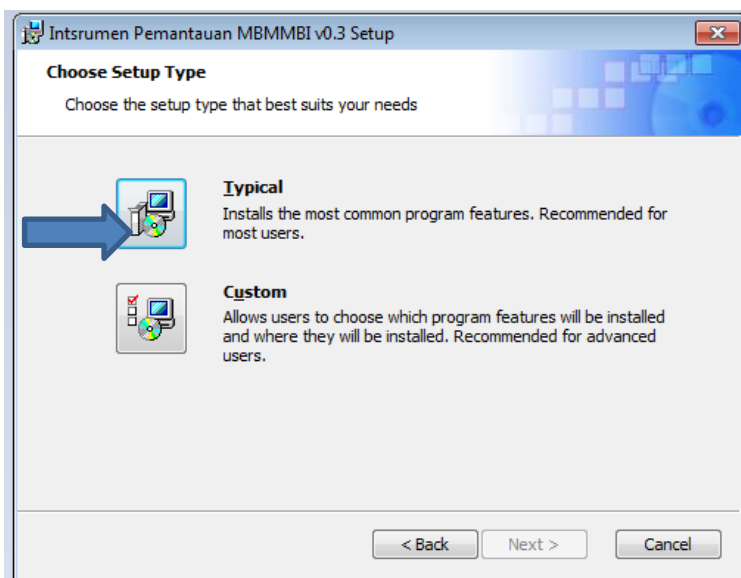 Intsrumen Pemantauan MBMMBI v0.3 Setup
Choose Setup Type
Choose the setup type that best suits your needs
Typical
Installs the most common program features. Recommended for
most users.
Custom
Allows users to choose which program features will be installed
and where they will be installed. Recommended for advanced
users.
< Back Next > Cancel